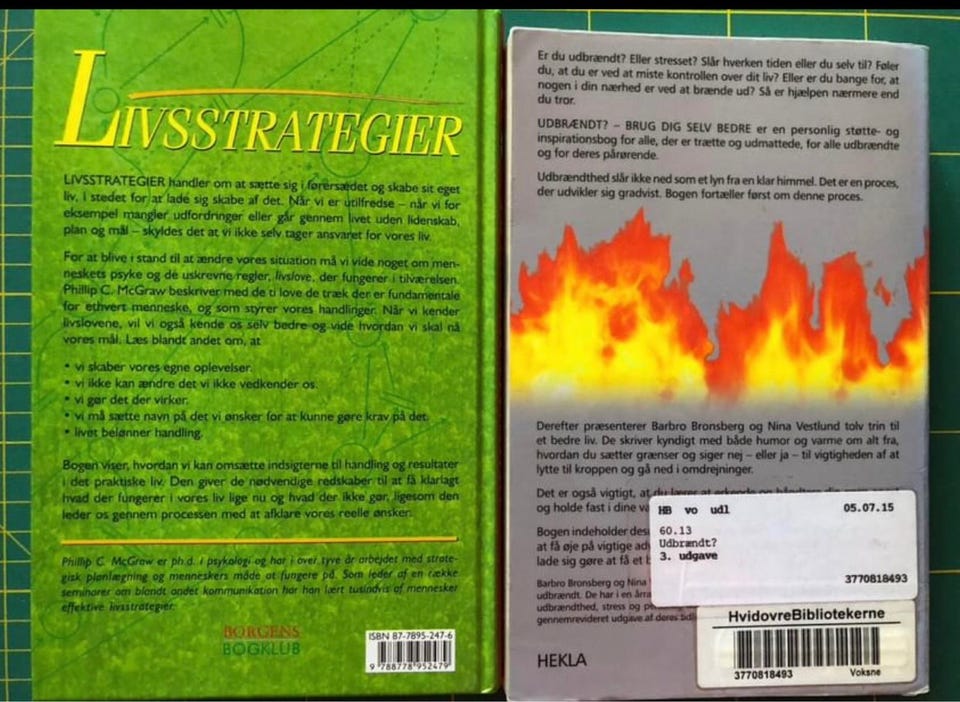 LIVSSTRATEGIER
LIVSSTRATEGIER handler om at sætte sig i førersædet og skabe sit eget
liv, i stedet for at lade sig skabe af det. Når vi er utilfredse – når vi for
eksempel mangler udfordringer eller går gennem livet uden lidenskab,
plan og mål – skyldes det at vi ikke selv tager ansvaret for vores liv.
For at blive i stand til at ændre vores situation må vi vide noget om men-
neskets psyke og de uskrevne regler, livslove, der fungerer i tilværelsen.
Phillip C. McGraw beskriver med de ti love de træk der er fundamentale
for ethvert menneske, og som styrer vores handlinger. Når vi kender
livslovene, vil vi også kende os selv bedre og vide hvordan vi skal nå
vores mål. Læs blandt andet om, at
• vi skaber vores egne oplevelser.
• vi ikke kan ændre det vi ikke vedkender os.
• vi gør det der virker.
• vi må sætte navn på det vi ønsker for at kunne gøre krav på det.
• livet belønner handling.
Bogen viser, hvordan vi kan omsætte indsigterne til handling og resultater
i det praktiske liv. Den giver de nødvendige redskaber til at få klarlagt
hvad der fungerer i vores liv lige nu og hvad der ikke gør, ligesom den
leder os gennem processen med at afklare vores reelle ønsker.
Phillip C. McGraw er ph.d. i psykologi og har i over tyve år arbejdet med strate-
gisk planlægning og menneskers måde at fungere på. Som leder af en række
seminarer om blandt andet kommunikation har han lært tusindvis af mennesker
effektive livsstrategier.
BORGENS
BOGKLUB
ISBN 87-7895-247-6
9 788778 952479
Er du udbrændt? Eller stresset? Slår hverken tiden eller du selv til? Føler
du, at du er ved at miste kontrollen over dit liv? Eller er du bange for, at
nogen i din nærhed er ved at brænde ud? Så er hjælpen nærmere end
du tror.
UDBRÆNDT? – BRUG DIG SELV BEDRE er en personlig støtte- og
inspirationsbog for alle, der er trætte og udmattede, for alle udbrændte
og for deres pårørende.
Udbrændthed slår ikke ned som et lyn fra en klar himmel. Det er en proces,
der udvikler sig gradvist. Bogen fortæller først om denne proces.
Derefter præsenterer Barbro Bronsberg og Nina Vestlund tolv trin til
et bedre liv. De skriver kyndigt med både humor og varme om alt fra,
hvordan du sætter grænser og siger nej – eller ja – til vigtigheden af at
lytte til kroppen og gå ned i omdrejninger.
Det er også vigtigt, at du lærer at erkende og
og holde fast i dine
Bogen indeholder
at få øje på vigtige
lade sig gøre at få et
Barbro Bronsberg og Nina
udbrændt. De har i en
udbrændthed, stress og
gennemrevideret udgave af deres
HEKLA
HB vo udl 05.07.15
60.13
Udbrændt?
3. udgave
3770818493
HvidovreBibliotekerne
3770818493 Voksne